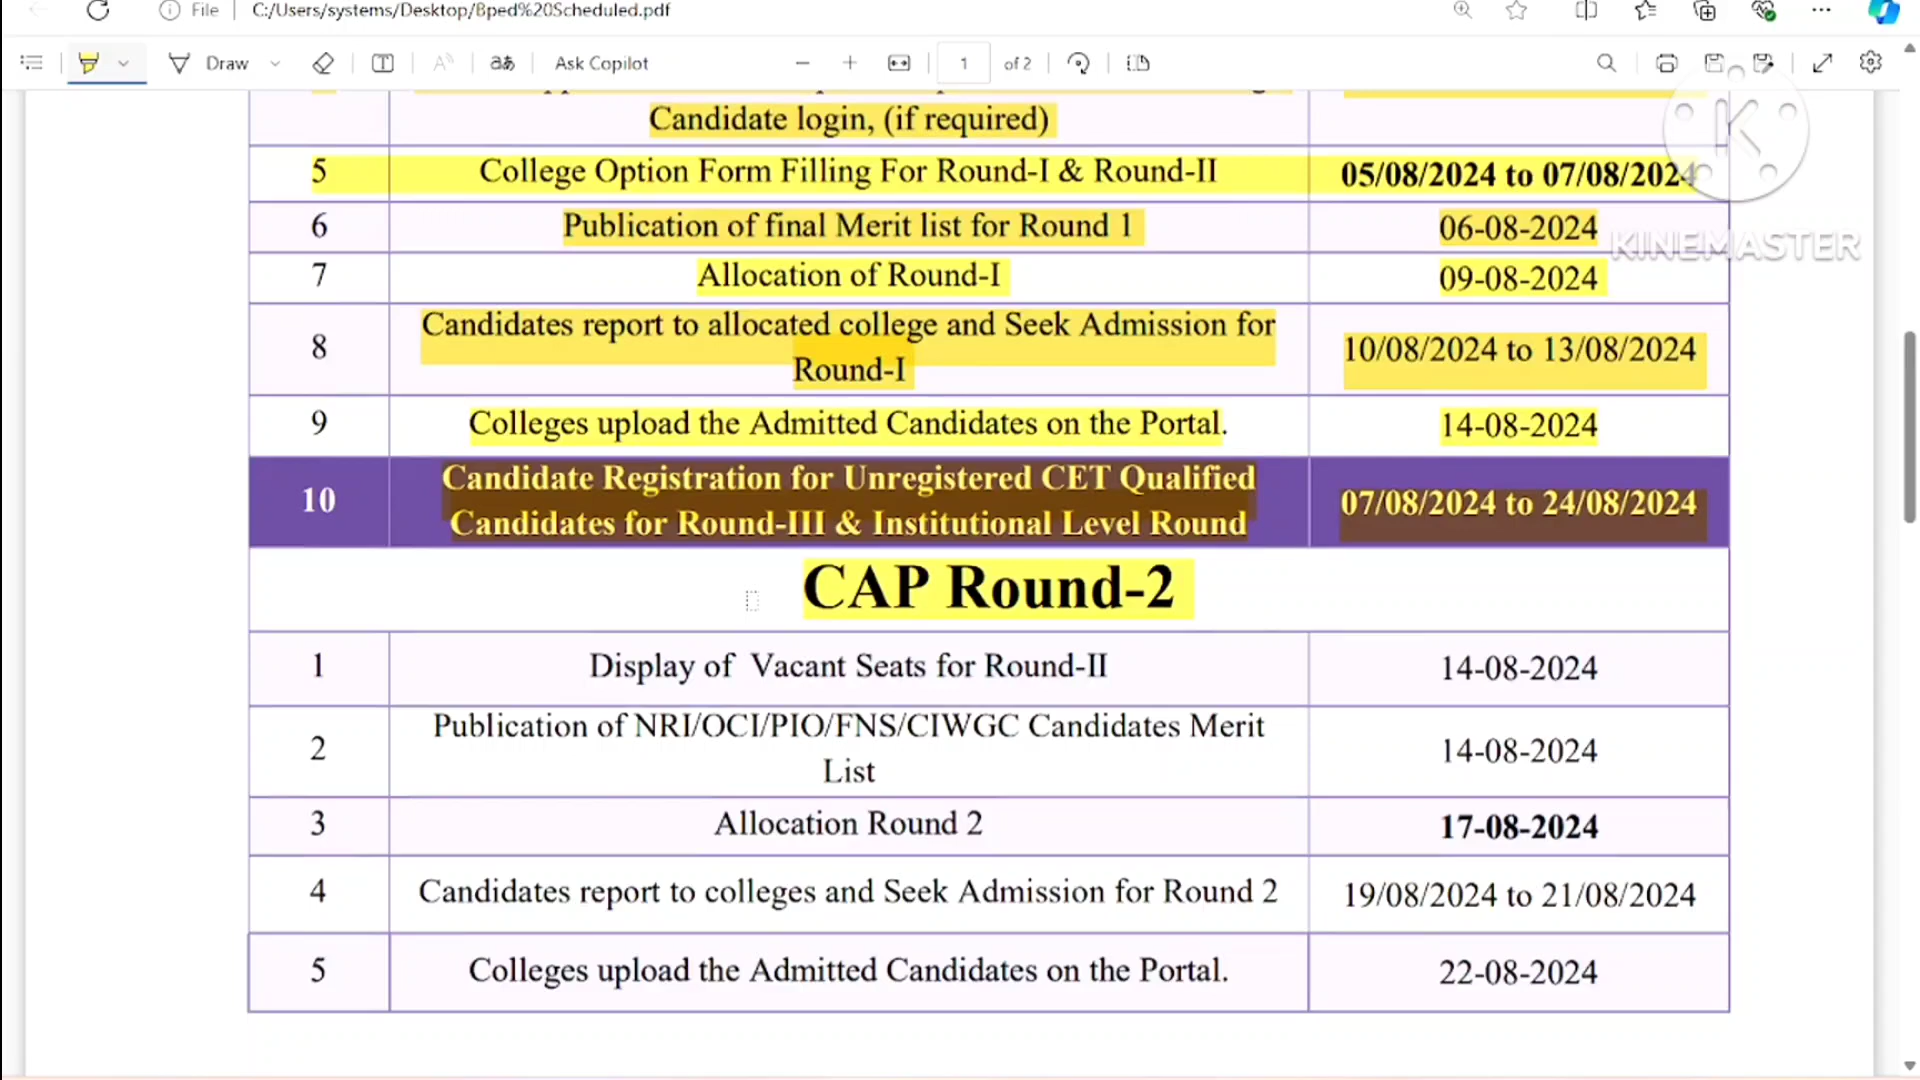 File C:/Users/systems/Desktop/Bped%20Scheduled.pdf
Draw Ask Copilot 1 of 2
Candidate login, (if required)
5 College Option Form Filling For Round-I & Round-II 05/08/2024 to 07/08/2024
6 Publication of final Merit list for Round 1 06-08-2024
KINEMASTER
7 Allocation of Round-I 09-08-2024
8 Candidates report to allocated college and Seek Admission for
Round-I 10/08/2024 to 13/08/2024
9 Colleges upload the Admitted Candidates on the Portal. 14-08-2024
10 Candidate Registration for Unregistered CET Qualified
Candidates for Round-III & Institutional Level Round 07/08/2024 to 24/08/2024
CAP Round-2
1 Display of Vacant Seats for Round-II 14-08-2024
2 Publication of NRI/OCI/PIO/FNS/CIWGC Candidates Merit
List 14-08-2024
3 Allocation Round 2 17-08-2024
4 Candidates report to colleges and Seek Admission for Round 2 19/08/2024 to 21/08/2024
5 Colleges upload the Admitted Candidates on the Portal. 22-08-2024